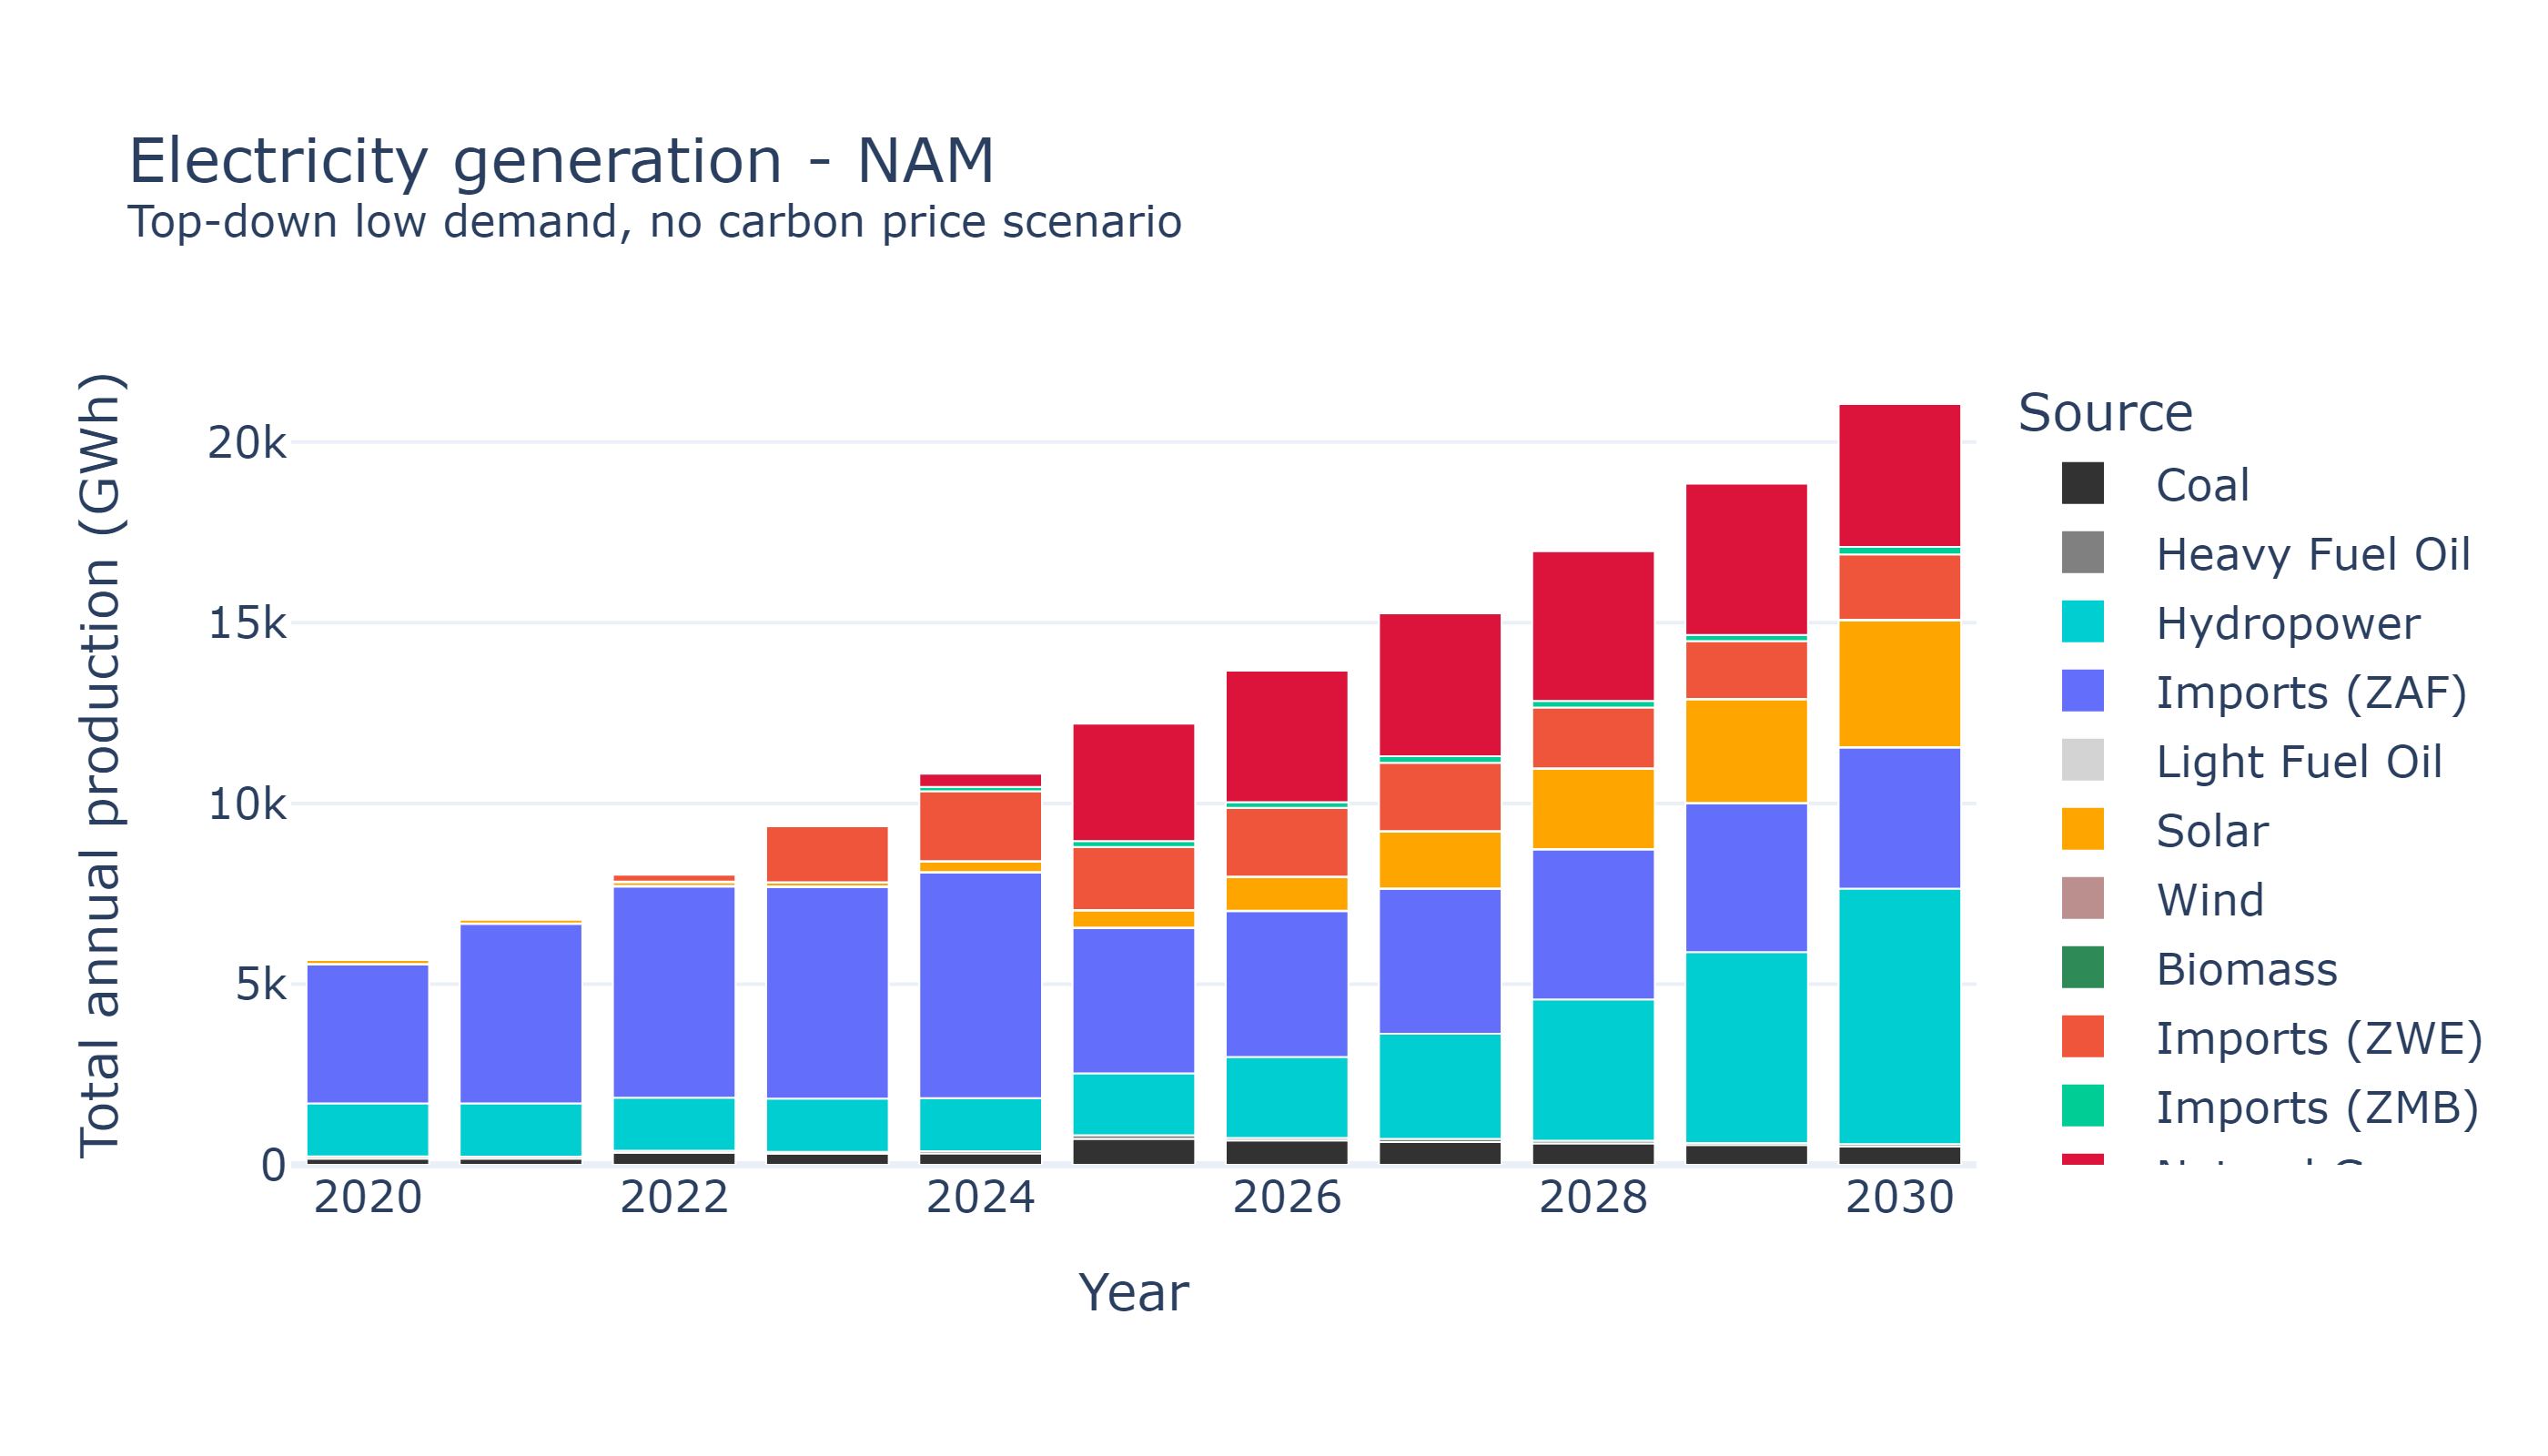 Electricity generation - NAM
Top-down low demand, no carbon price scenario
Total annual production (GWh)
20k
15k
10k
5k
0
2020
2022
2024
2026
2028
2030
Year
Source
Coal
Heavy Fuel Oil
Hydropower
Imports (ZAF)
Light Fuel Oil
Solar
Wind
Biomass
Imports (ZWE)
Imports (ZMB)